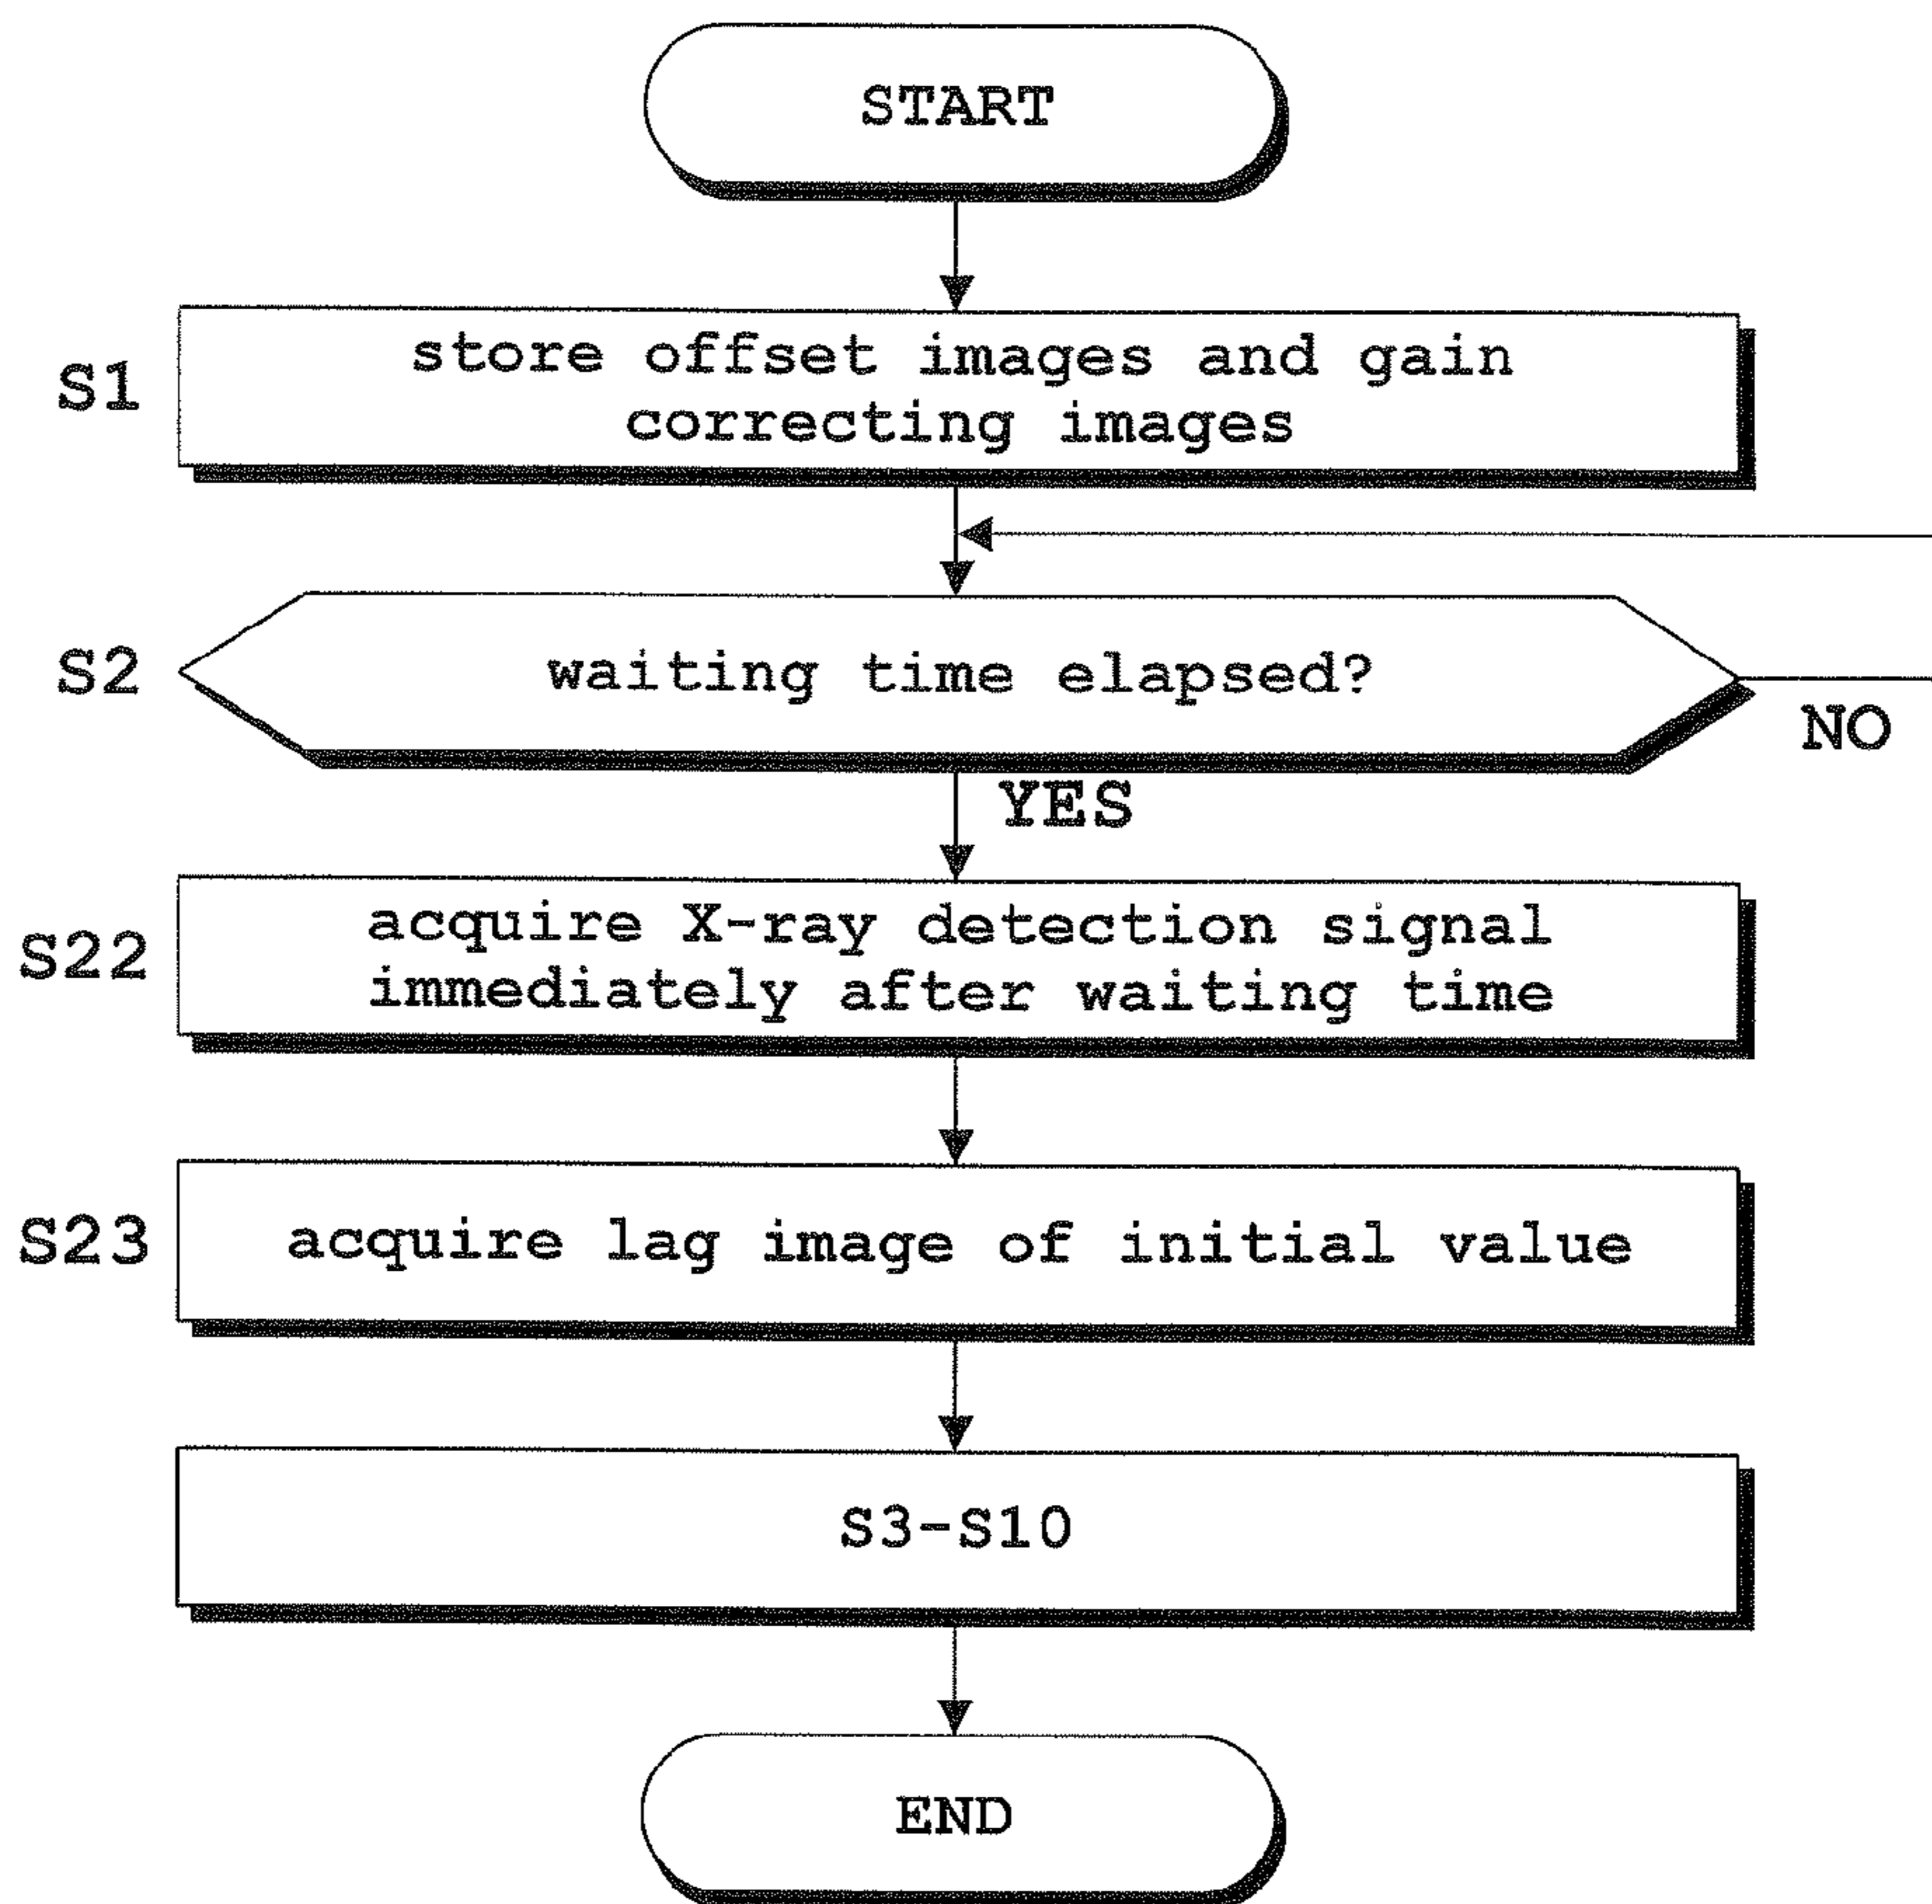 START
S1
store offset images and gain
correcting images
S2
waiting time elapsed?
NO
YES
S22
acquire X-ray detection signal
immediately after waiting time
S23
acquire lag image of initial value
S3-S10
END